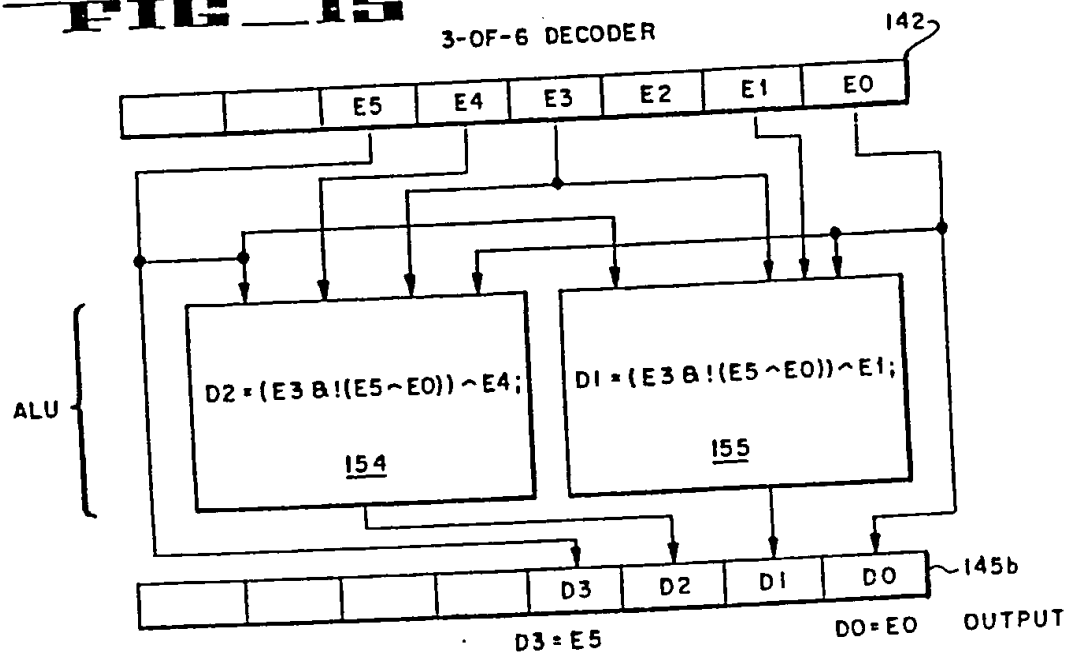 FIG_15
3-OF-6 DECODER
142
E5 E4 E3 E2 E1 E0
ALU
D2=(E3 &!(E5^E0))^E4;
154
D1=(E3 &!(E5^E0))^E1;
155
D3 D2 D1 D0
145b
D3=E5
D0=E0 OUTPUT